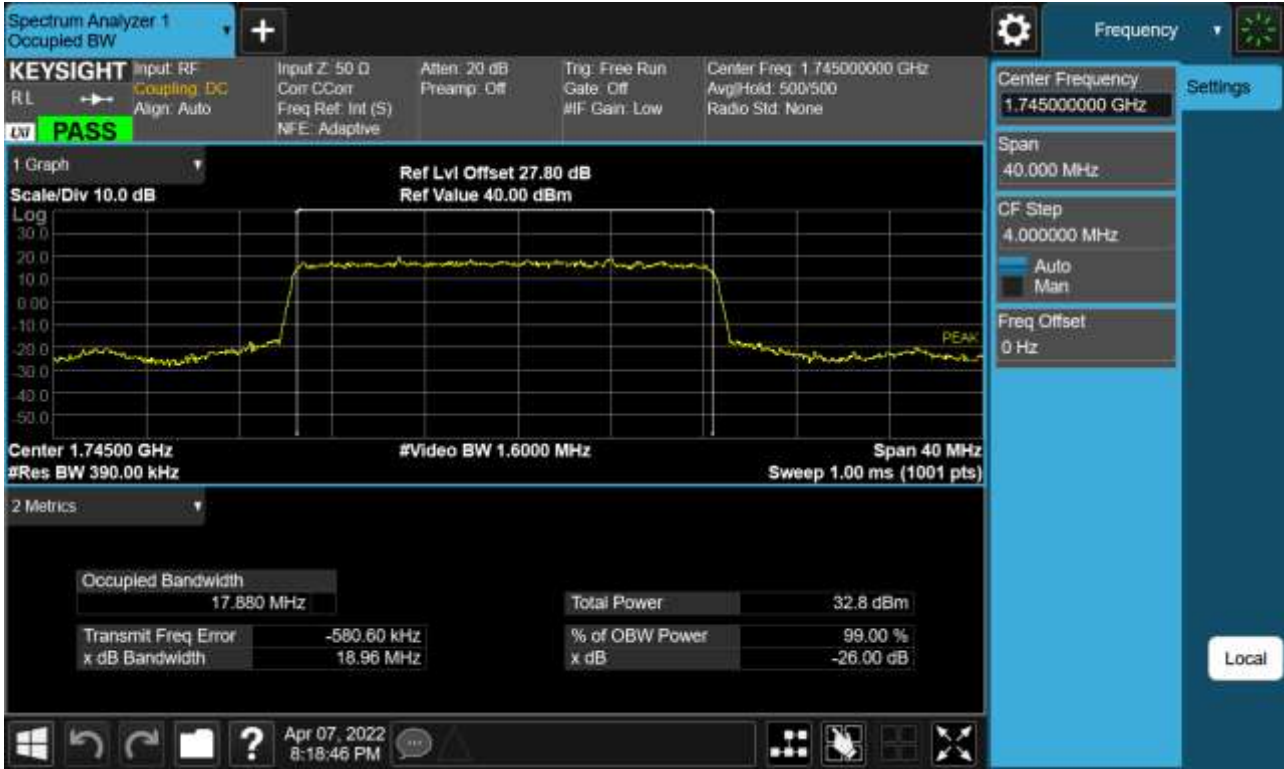 Spectrum Analyzer 1
Occupied BW
Frequency
KEYSIGHT
RL
LXI
PASS
Input: RF
Coupling: DC
Align: Auto
Input Z: 50 Ω
Corr CCorr
Freq Ref: Int (S)
NFE: Adaptive
Atten: 20 dB
Preamp: Off
Trig: Free Run
Gate: Off
#IF Gain: Low
Center Freq: 1.745000000 GHz
Avg|Hold: 500/500
Radio Std: None
1 Graph
Scale/Div 10.0 dB
Ref Lvl Offset 27.80 dB
Ref Value 40.00 dBm
Log
30.0
20.0
10.0
0.00
-10.0
-20.0
-30.0
-40.0
-50.0
PEAK
Center 1.74500 GHz
#Video BW 1.6000 MHz
Span 40 MHz
#Res BW 390.00 kHz
Sweep 1.00 ms (1001 pts)
2 Metrics
Occupied Bandwidth
17.880 MHz
Total Power 32.8 dBm
Transmit Freq Error -580.60 kHz
% of OBW Power 99.00 %
x dB Bandwidth 18.96 MHz
x dB -26.00 dB
Center Frequency
1.745000000 GHz
Settings
Span
40.000 MHz
CF Step
4.000000 MHz
Auto
Man
Freq Offset
0 Hz
Local
?
Apr 07, 2022
8:18:46 PM